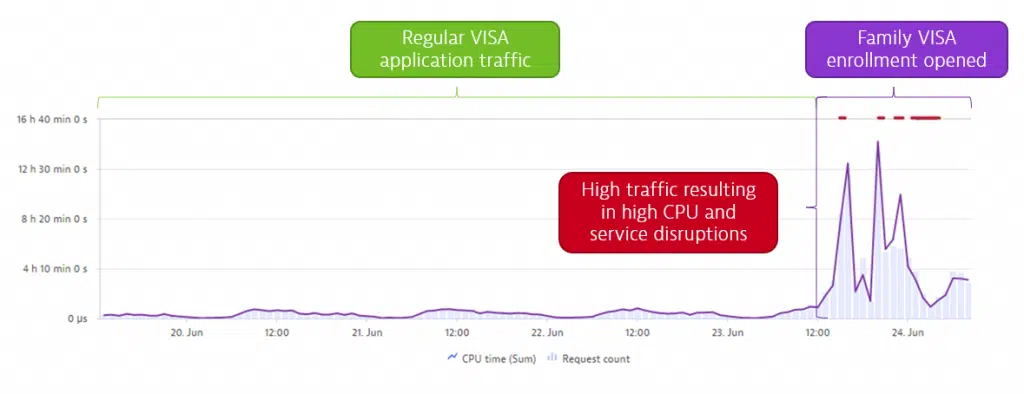 Regular VISA
application traffic
Family VISA
enrollment opened
16 h 40 min 0 s
12 h 30 min 0 s
High traffic resulting
in high CPU and
service disruptions
8 h 20 min 0 s
4 h 10 min 0 s
0 µs
20. Jun
12:00
21. Jun
12:00
22. Jun
12:00
23. Jun
12:00
24. Jun
CPU time (Sum)
Request count